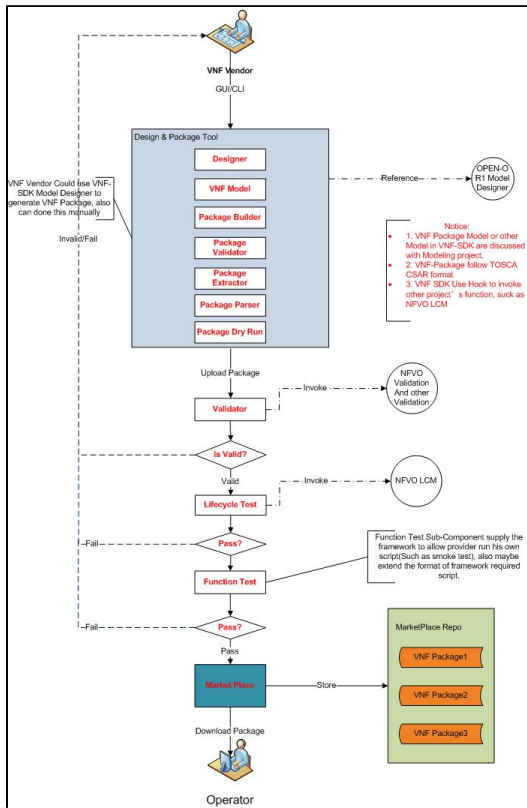 VNF Vendor
GUI/CLI
Design & Package Tool
Designer
VNF Model
Package Builder
Package
Validator
Package
Extractor
Package Parser
Package Dry Run
VNF Vendor Could use VNF-
SDK Model Designer to
generate VNF Package, also
can done this manually
Invalid/Fail
Reference
OPEN-O
R1 Model
Designer
Notice:
1. VNF Package Model or other
Model in VNF-SDK are discussed
with Modeling project,
2. VNF-Package follow TOSCA
CSAR format
3. VNF SDK Use Hook to invoke
other project's function, suck as
NFVO LCM
Upload Package
Validator
Invoke
NFVO
Validation
And other
Validation
Is Valid?
Valid
Lifecycle Test
Invoke
NFVO LCM
Fail
Pass?
Function Test
Function Test Sub-Component supply the
framework to allow provider run his own
script(Such as smoke test), also maybe
extend the format of framework required
script.
Fail
Pass?
Pass
Market Place
Store
MarketPlace Repo
VNF Package1
VNF Package2
VNF Package3
Download Package
Operator